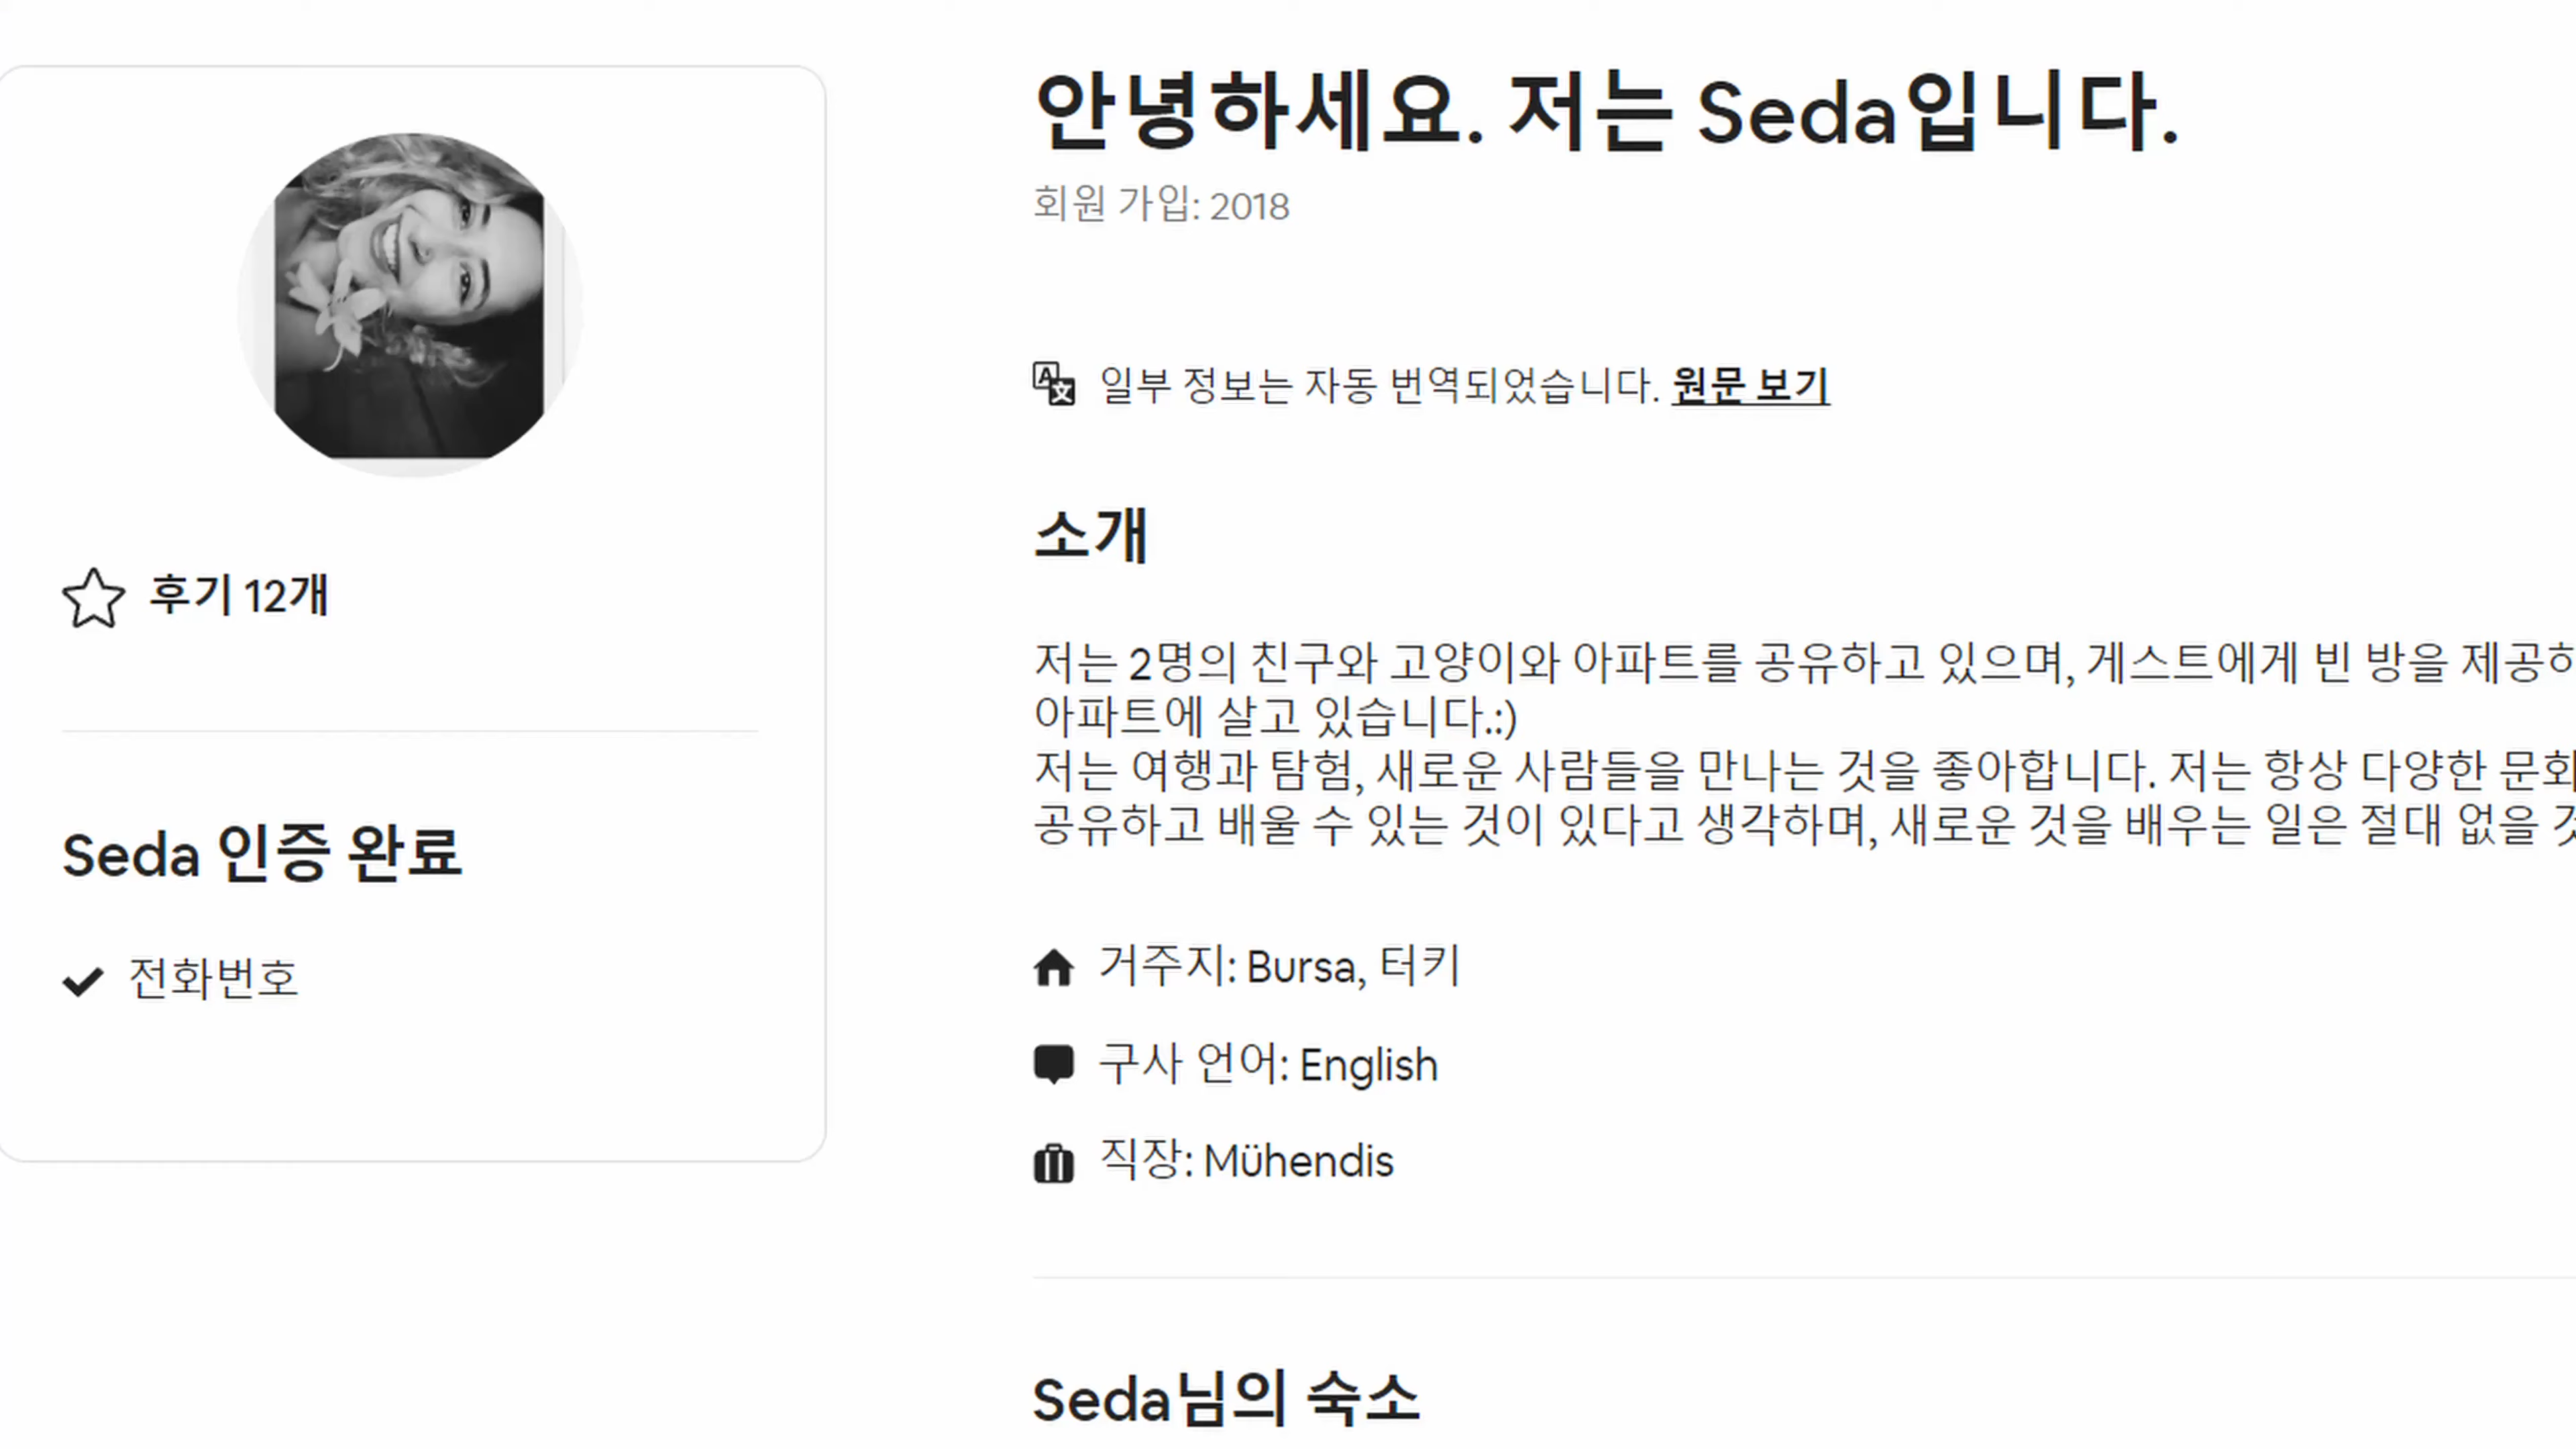 안녕하세요. 저는 Seda입니다.
회원 가입: 2018
일부 정보는 자동 번역되었습니다. 원문 보기
소개
저는 2명의 친구와 고양이와 아파트를 공유하고 있으며, 게스트에게 빈 방을
아파트에 살고 있습니다.:)
저는 여행과 탐험, 새로운 사람들을 만나는 것을 좋아합니다. 저는 항상 다양한
공유하고 배울 수 있는 것이 있다고 생각하며, 새로운 것을 배우는 일은 절대 없을
거주지: Bursa, 터키
구사 언어: English
직장: Mühendis
Seda님의 숙소
후기 12개
Seda 인증 완료
전화번호